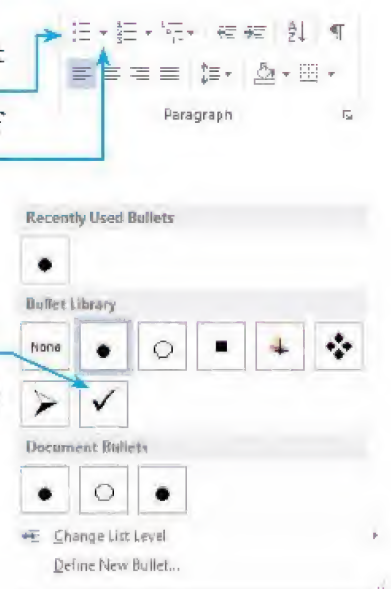 Paragraph
Recently Used Bullets
Bullet Library
None
Document Bullets
Change List Level
Define New Bullet...